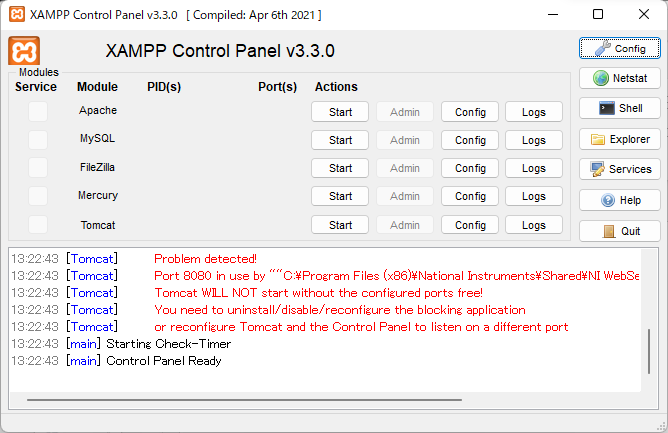 XAMPP Control Panel v3.3.0 [ Compiled: Apr 6th 2021 ]
XAMPP Control Panel v3.3.0
Config
Netstat
Shell
Explorer
Services
Help
Quit
Modules
Service Module PID(s) Port(s) Actions
Apache Start Admin Config Logs
MySQL Start Admin Config Logs
FileZilla Start Admin Config Logs
Mercury Start Admin Config Logs
Tomcat Start Admin Config Logs
13:22:43 [Tomcat] Problem detected!
13:22:43 [Tomcat] Port 8080 in use by ""C:¥Program Files (x86)¥National Instruments¥Shared¥NI WebSe
13:22:43 [Tomcat] Tomcat WILL NOT start without the configured ports free!
13:22:43 [Tomcat] You need to uninstall/disable/reconfigure the blocking application
13:22:43 [Tomcat] or reconfigure Tomcat and the Control Panel to listen on a different port
13:22:43 [main] Starting Check-Timer
13:22:43 [main] Control Panel Ready